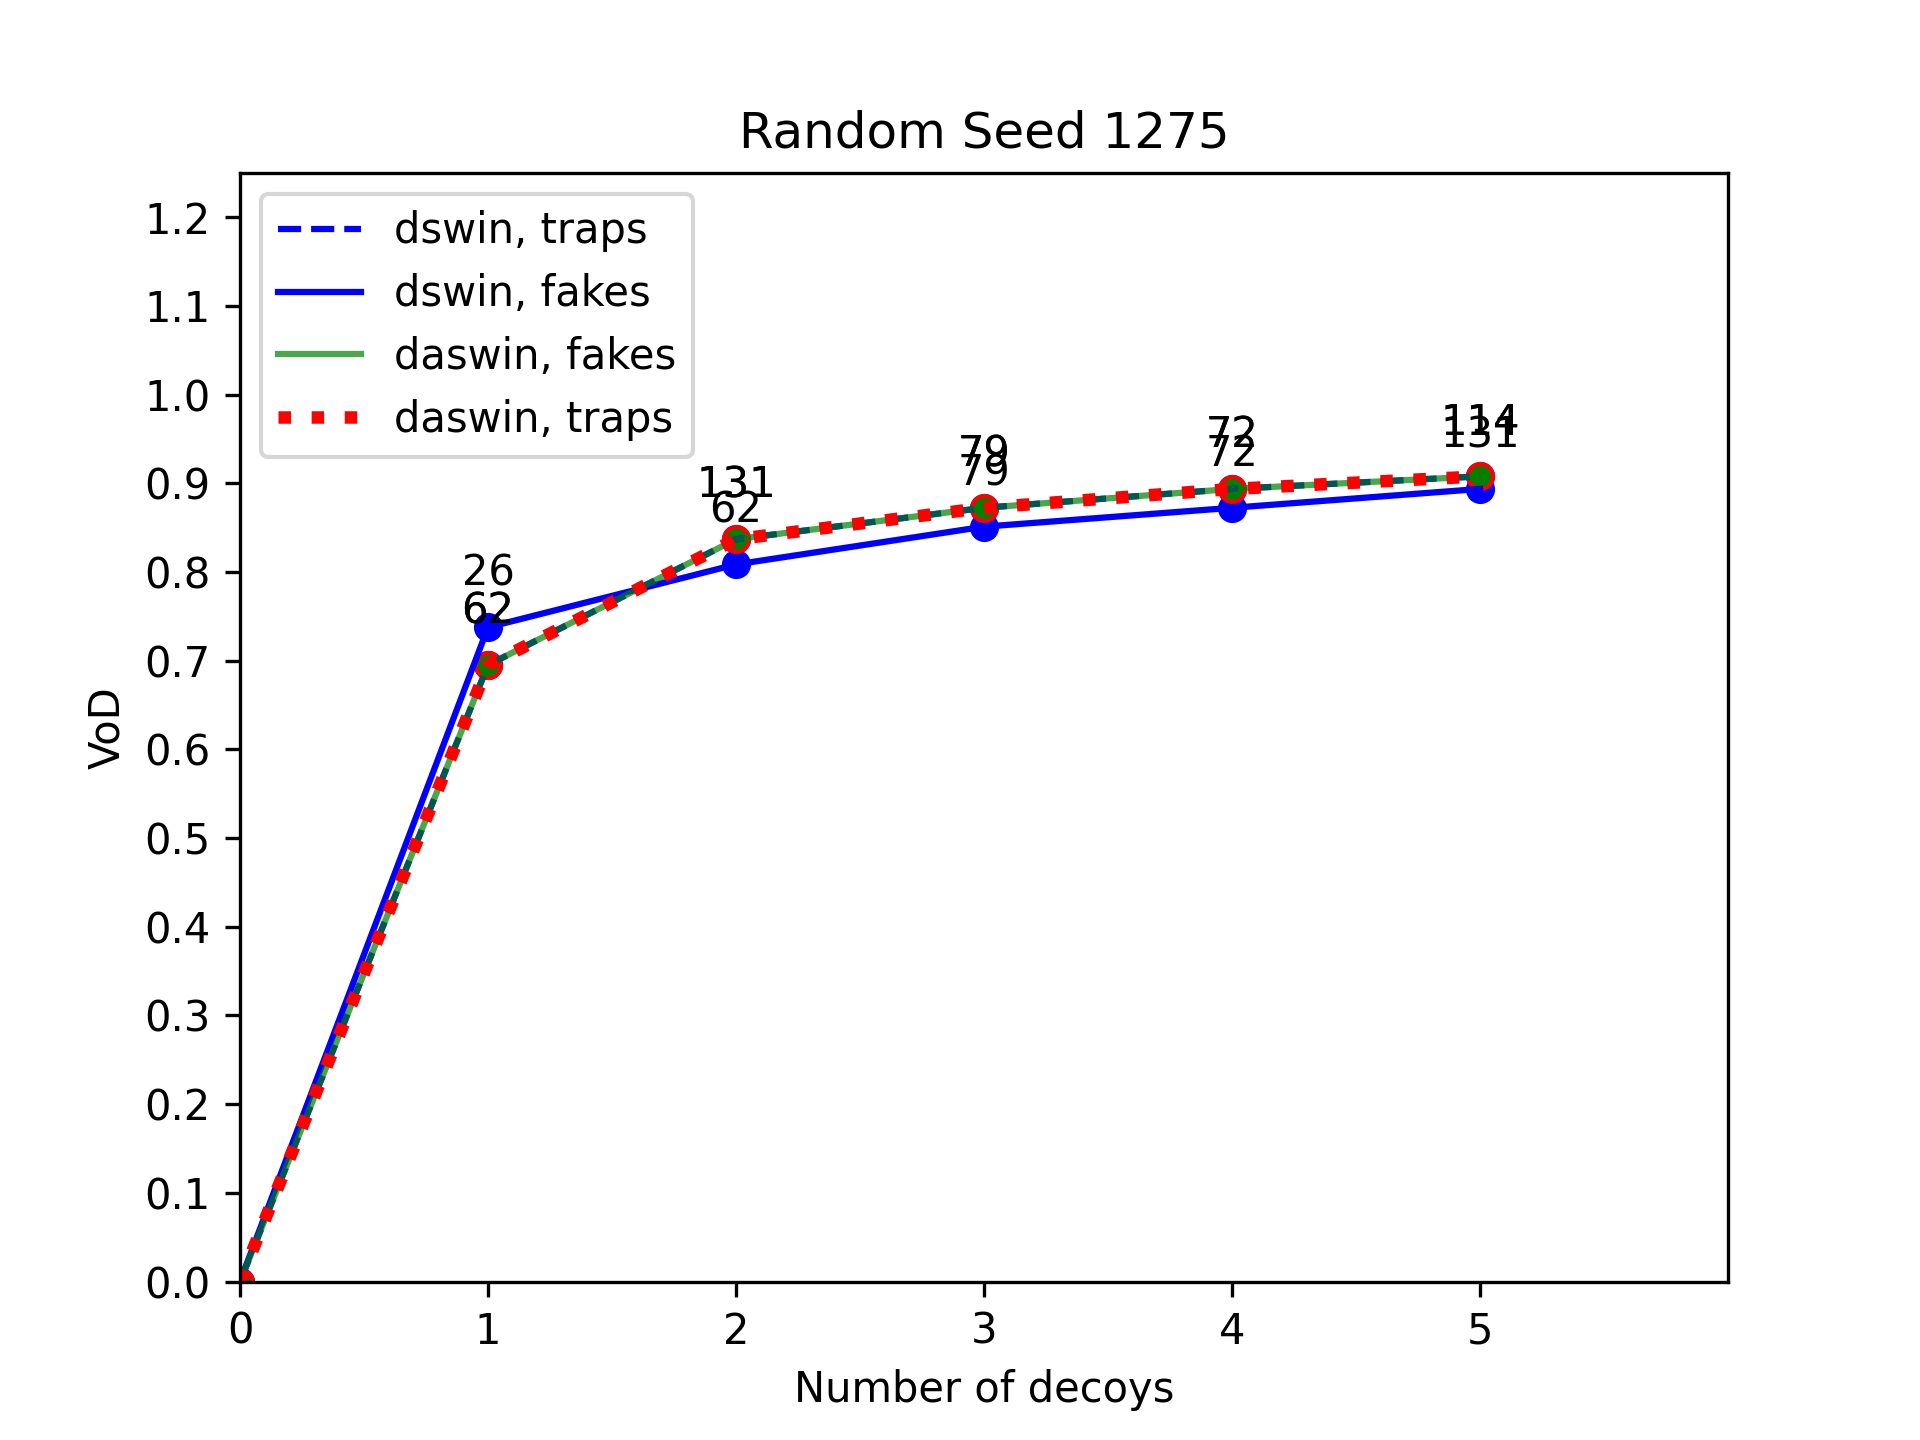 Random Seed 1275
dswin, traps
dswin, fakes
daswin, fakes
daswin, traps
1.2
1.1
1.0
0.9
0.8
0.7
0.6
0.5
0.4
0.3
0.2
0.1
0.0
VoD
26
62
131
62
79
79
72
72
114
131
0 1 2 3 4 5
Number of decoys